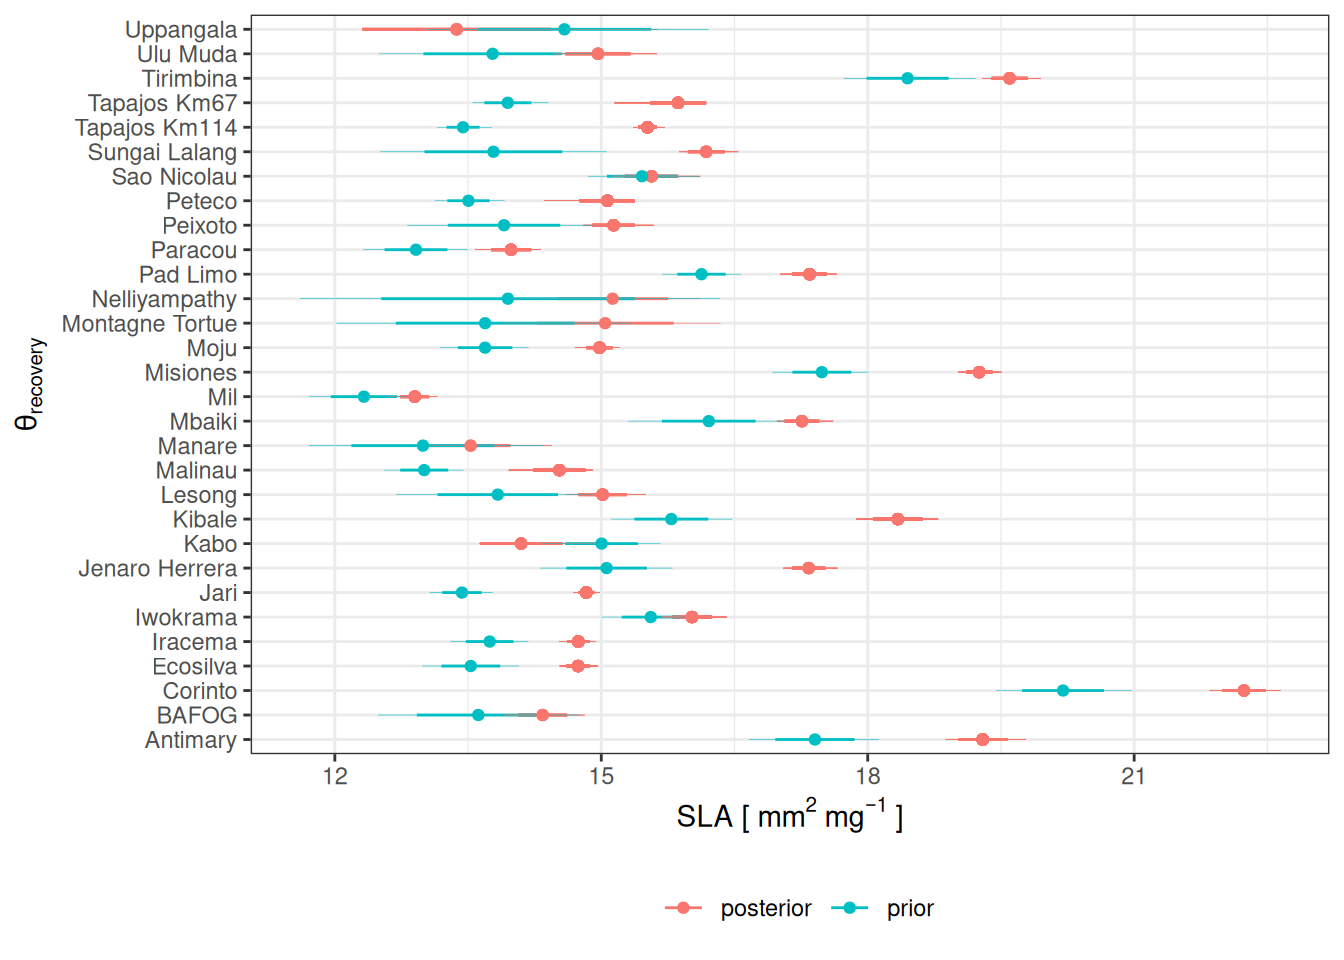 Uppangala
Ulu Muda
Tirimbina
Tapajos Km67
Tapajos Km114
Sungai Lalang
Sao Nicolau
Peteco
Peixoto
Paracou
Pad Limo
Nelliyampathy
Montagne Tortue
Moju
Misiones
Mil
Mbaiki
Manare
Malinau
Lesong
Kibale
Kabo
Jenaro Herrera
Jari
Iwokrama
Iracema
Ecosilva
Corinto
BAFOG
Antimary
θrecovery
12 15 18 21
SLA [ mm² mg⁻¹ ]
posterior prior